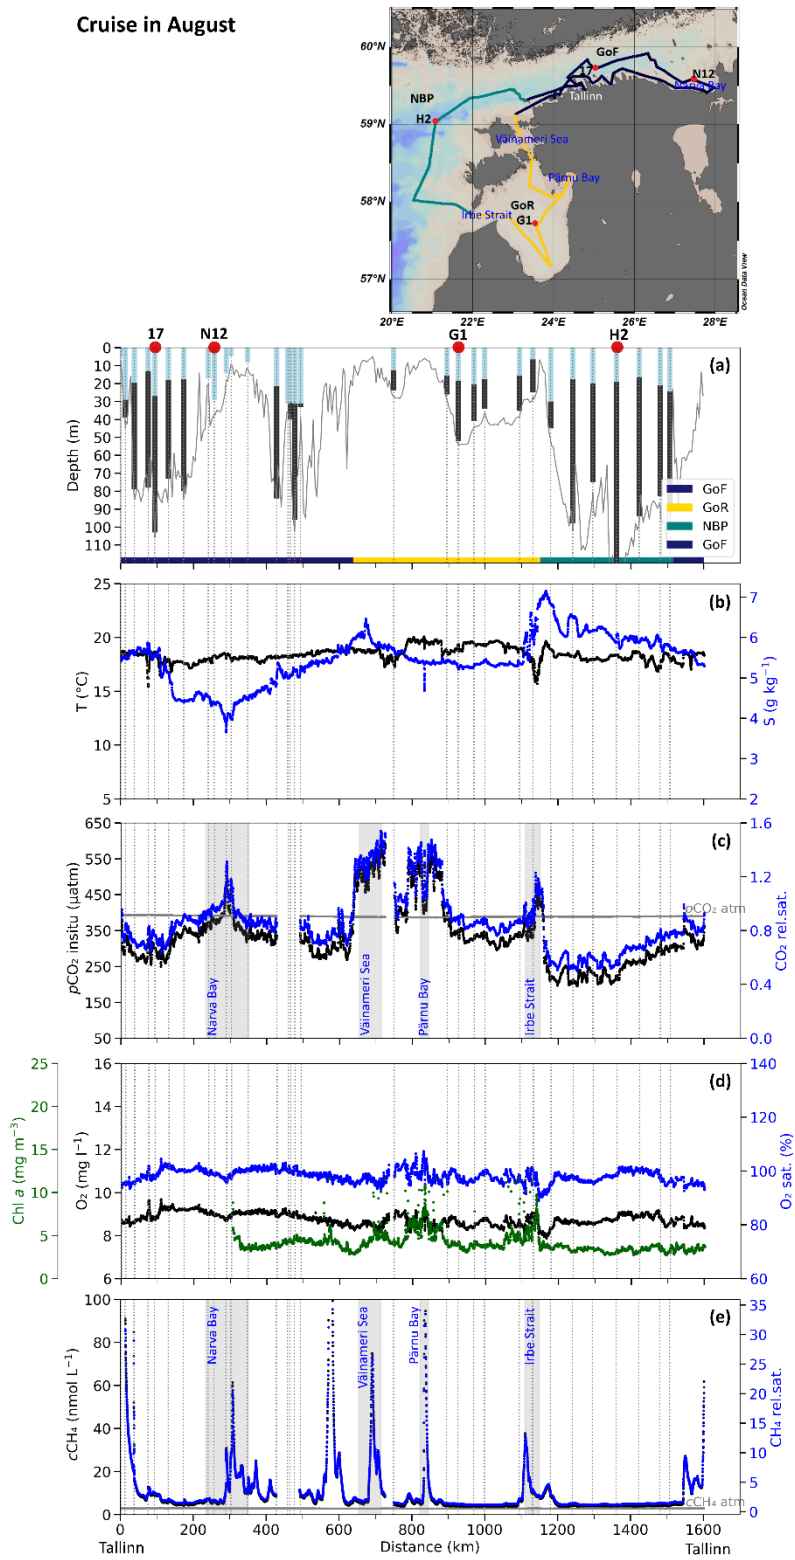 Cruise in August
60°N
59°N
58°N
57°N
20°E
22°E
24°E
26°E
28°E
GoF
17
N12
Narva Bay
Tallinn
NBP
H2
Väinameri Sea
Pärnu Bay
GoR
Irbe Strait
G1
Ocean Data View
17
N12
G1
H2
(a)
Depth (m)
0
10
20
30
40
50
60
70
80
90
100
110
GoF
GoR
NBP
GoF
(b)
T (°C)
25
20
15
10
5
S (g kg⁻¹)
7
6
5
4
3
2
(c)
pCO₂ insitu (µatm)
650
550
450
350
250
150
50
CO₂ rel.sat.
1.6
1.2
0.8
0.4
0.0
pCO₂ atm
Narva Bay
Väinameri Sea
Pärnu Bay
Irbe Strait
(d)
Chl a (mg m⁻³)
25
20
15
10
5
0
O₂ (mg l⁻¹)
16
14
12
10
8
6
O₂ sat. (%)
140
120
100
80
60
(e)
cCH₄ (nmol L⁻¹)
100
80
60
40
20
0
CH₄ rel.sat.
35
30
25
20
15
10
5
0
cCH₄ atm
Narva Bay
Väinameri Sea
Pärnu Bay
Irbe Strait
0 200 400 600 800 1000 1200 1400 1600
Tallinn Distance (km) Tallinn